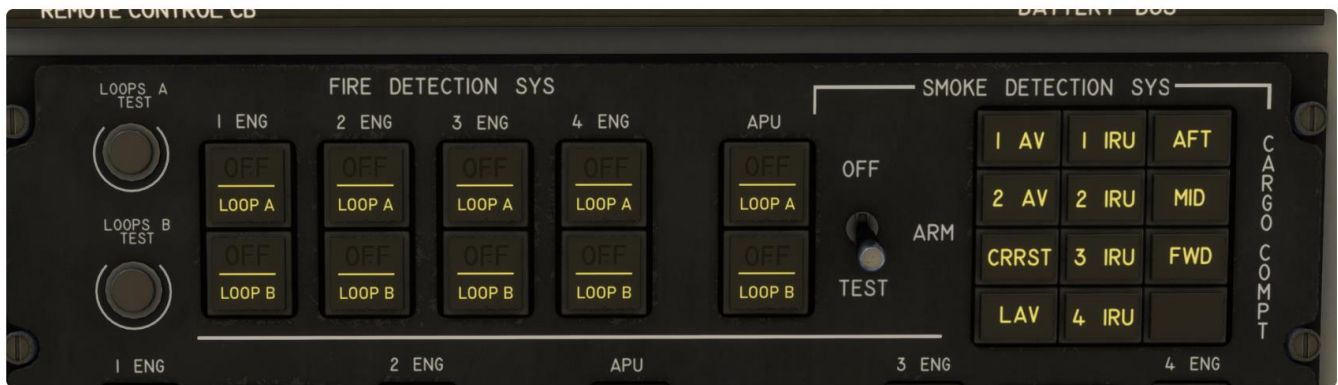 REMOTE CONTROL CB
BATTERY BUS
LOOPS A
TEST
FIRE DETECTION SYS
SMOKE DETECTION SYS
1 ENG
2 ENG
3 ENG
4 ENG
APU
OFF
LOOP A
OFF
LOOP A
OFF
LOOP A
OFF
LOOP A
OFF
LOOP A
LOOPS B
TEST
OFF
LOOP B
OFF
LOOP B
OFF
LOOP B
OFF
LOOP B
OFF
LOOP B
OFF
ARM
TEST
1 AV
1 IRU
AFT
2 AV
2 IRU
MID
CRRST
3 IRU
FWD
LAV
4 IRU
CARGO COMPT
1 ENG
2 ENG
APU
3 ENG
4 ENG